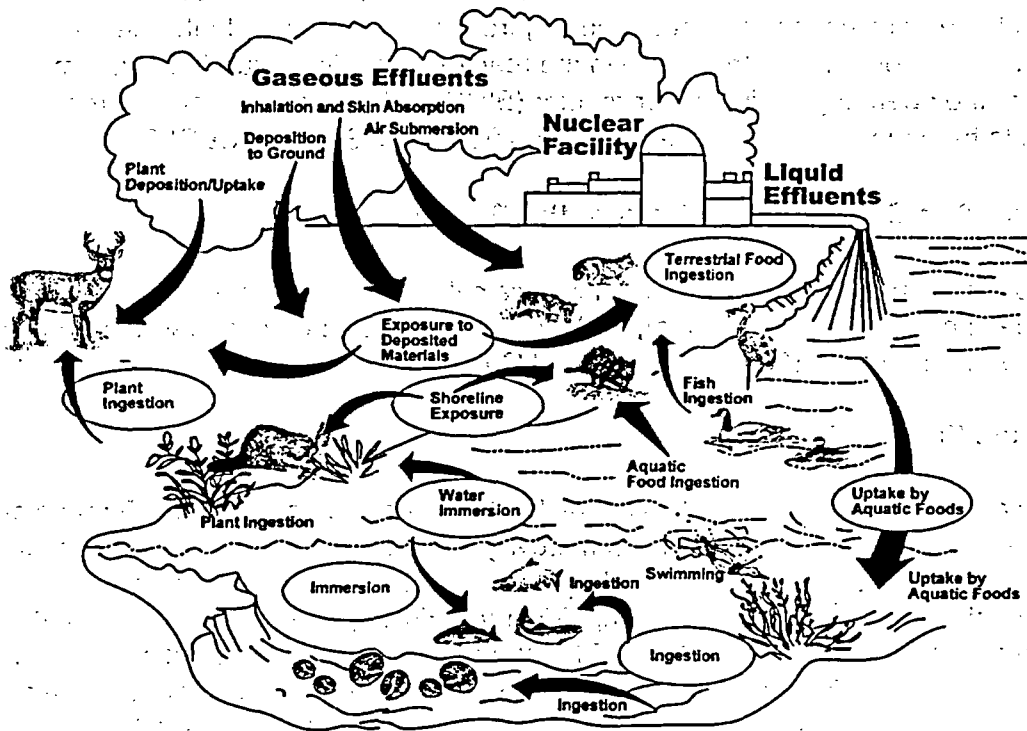 Gaseous Effluents
Inhalation and Skin Absorption
Air Submersion
Deposition
to Ground
Plant
Deposition/Uptake
Nuclear
Facility
Liquid
Effluents
Terrestrial Food
Ingestion
Exposure to
Deposited
Materials
Plant
Ingestion
Shoreline
Exposure
Fish
Ingestion
Aquatic
Food Ingestion
Water
Immersion
Plant Ingestion
Uptake by
Aquatic Foods
Immersion
Ingestion
Swimming
Uptake by
Aquatic Foods
Ingestion
Ingestion